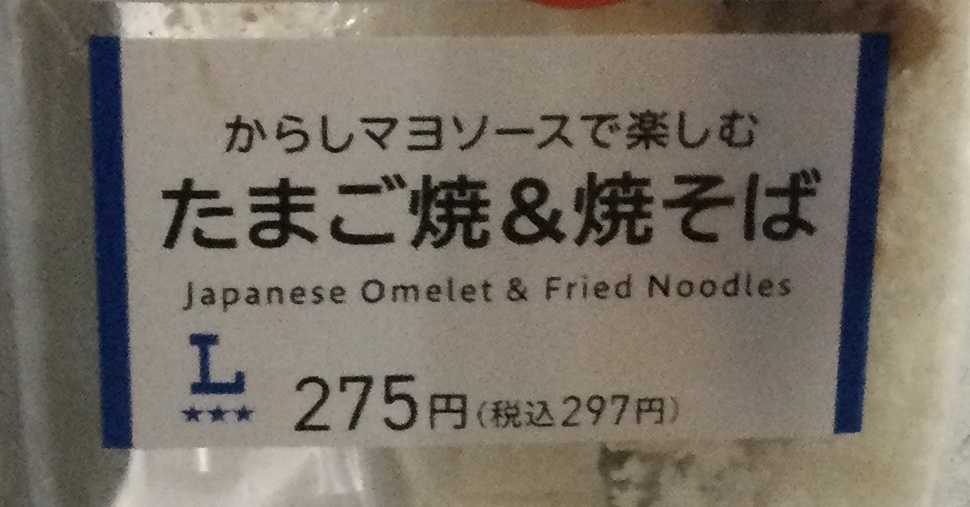 からしマヨソースで楽しむ
たまご焼&焼そば
Japanese Omelet & Fried Noodles
L
★★★
275円(税込297円)